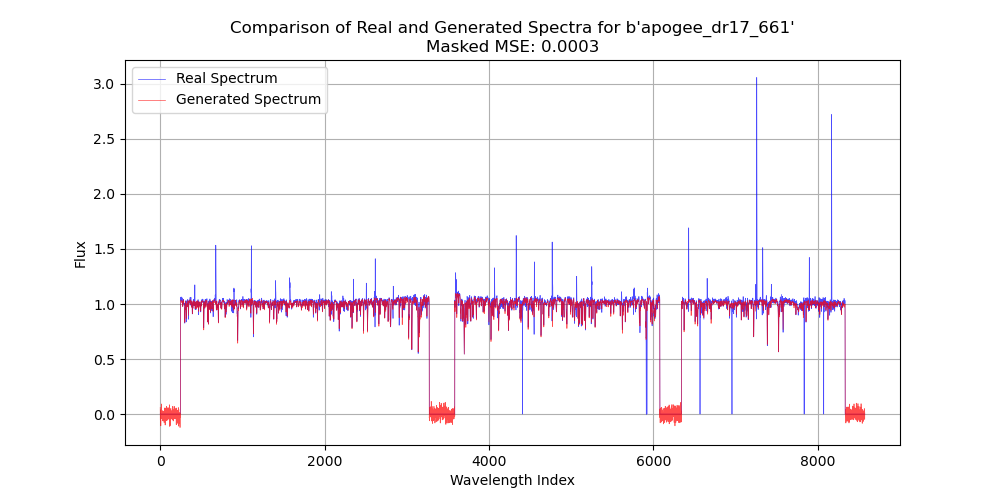 Comparison of Real and Generated Spectra for b'apogee_dr17_661'
Masked MSE: 0.0003
Real Spectrum
Generated Spectrum
3.0
2.5
2.0
1.5
1.0
0.5
0.0
Flux
0 2000 4000 6000 8000
Wavelength Index